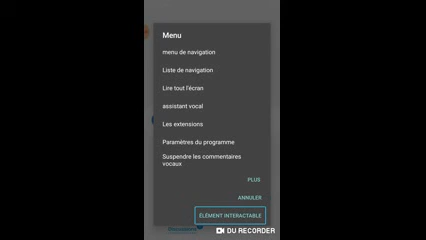 Menu
menu de navigation
Liste de navigation
Lire tout l'écran
assistant vocal
Les extensions
Paramètres du programme
Suspendre les commentaires
vocaux
PLUS
ANNULER
ÉLÉMENT INTERACTABLE
DU RECORDER